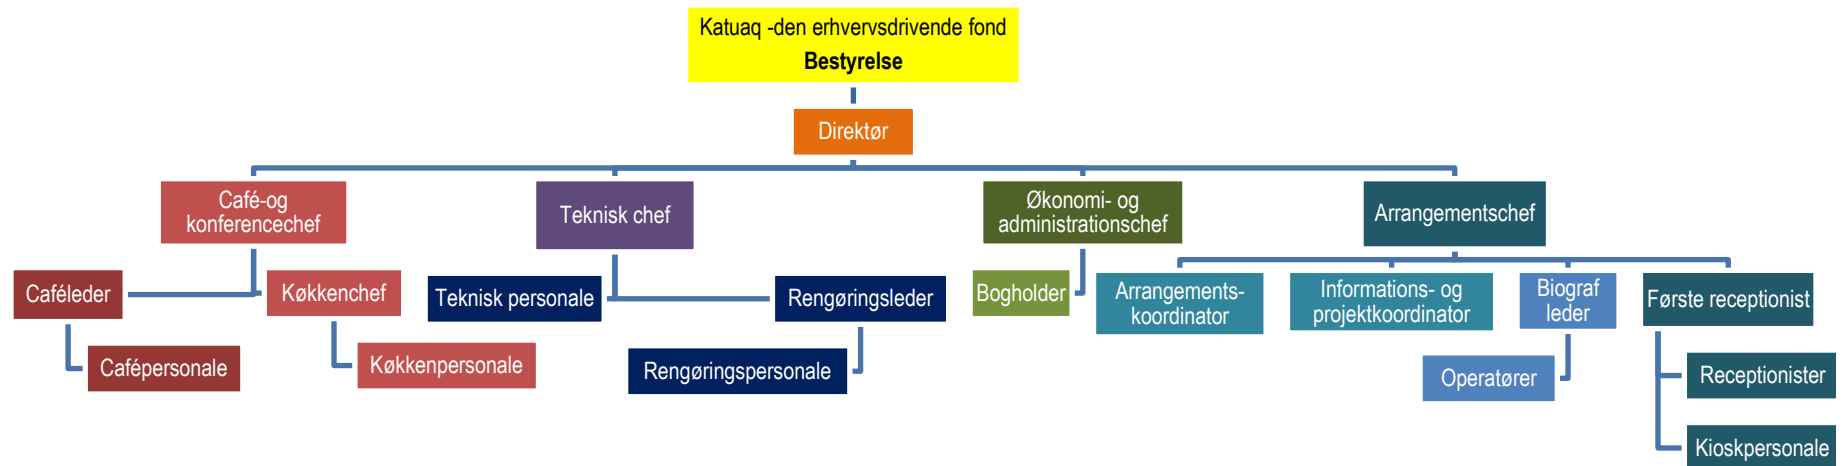 Katuaq -den erhvervsdrivende fond
Bestyrelse
Direktør
Café-og
konferencechef
Teknisk chef
Økonomi- og
administrationschef
Arrangementschef
Caféleder
Køkkenchef
Teknisk personale
Rengøringsleder
Bogholder
Arrangements-
koordinator
Informations- og
projektkoordinator
Biograf
leder
Første receptionist
Cafépersonale
Køkkenpersonale
Rengøringspersonale
Operatører
Receptionister
Kioskpersonale